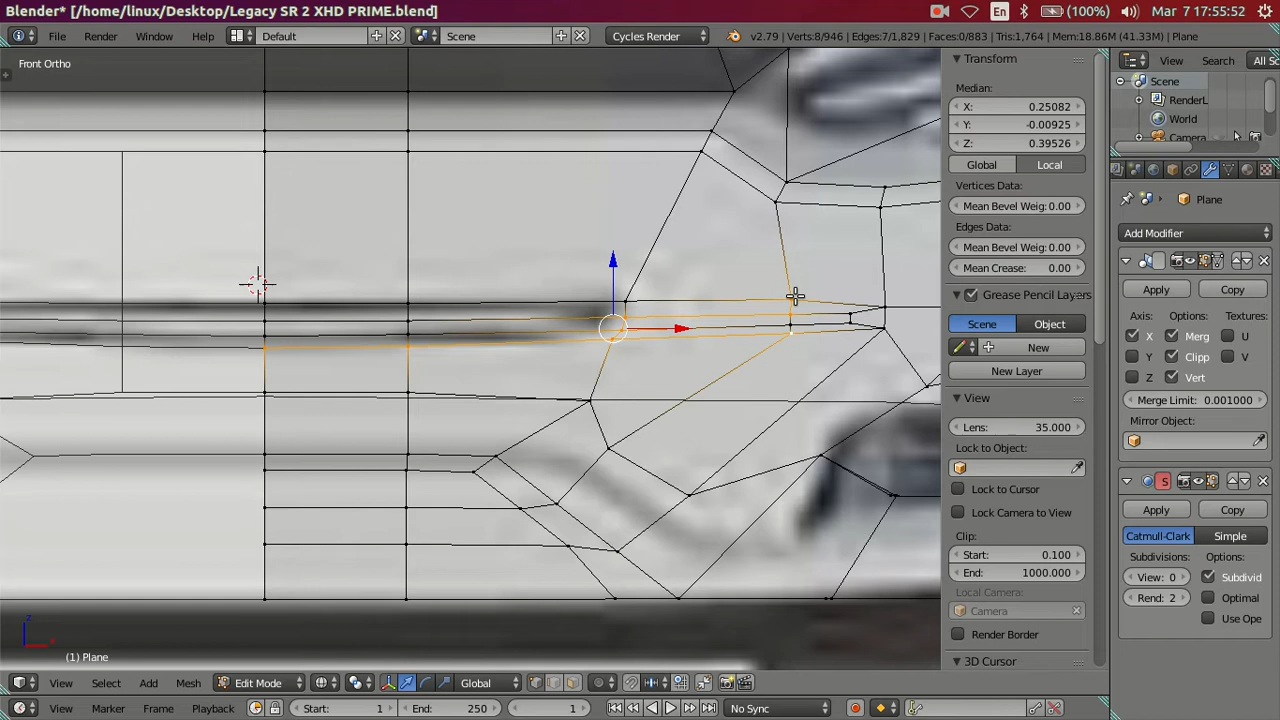 Blender* [/home/linux/Desktop/Legacy SR 2 XHD PRIME.blend]
En (100%) Mar 7 17:55:52
File Render Window Help Default Scene Cycles Render v2.79 | Verts:8/946 | Edges:7/1,829 | Faces:0/883 | Tris:1,764 | Mem:18.86M (41.33M) | Plane
Front Ortho
Transform
Median:
X: 0.25082
Y: -0.00925
Z: 0.39526
Global Local
Vertices Data:
Mean Bevel Weig: 0.00
Edges Data:
Mean Bevel Weig: 0.00
Mean Crease: 0.00
Grease Pencil Layers
Scene Object
New
New Layer
View
Lens: 35.000
Lock to Object:
Lock to Cursor
Lock Camera to View
Clip:
Start: 0.100
End: 1000.000
Local Camera:
Camera
Render Border
3D Cursor
View Search All Sc
Scene
RenderL
World
Camera
Plane
Add Modifier
Apply Copy
Axis: Options: Textures:
X Merg U
Y Clipp V
Z Vert
Merge Limit: 0.001000
Mirror Object:
S
Apply Copy
Catmull-Clark Simple
Subdivisions: Options:
View: 0 Subdivid
Rend: 2 Optimal
Use Ope
z
x
(1) Plane
View Select Add Mesh Edit Mode Global
View Marker Frame Playback Start: 1 End: 250 1 No Sync